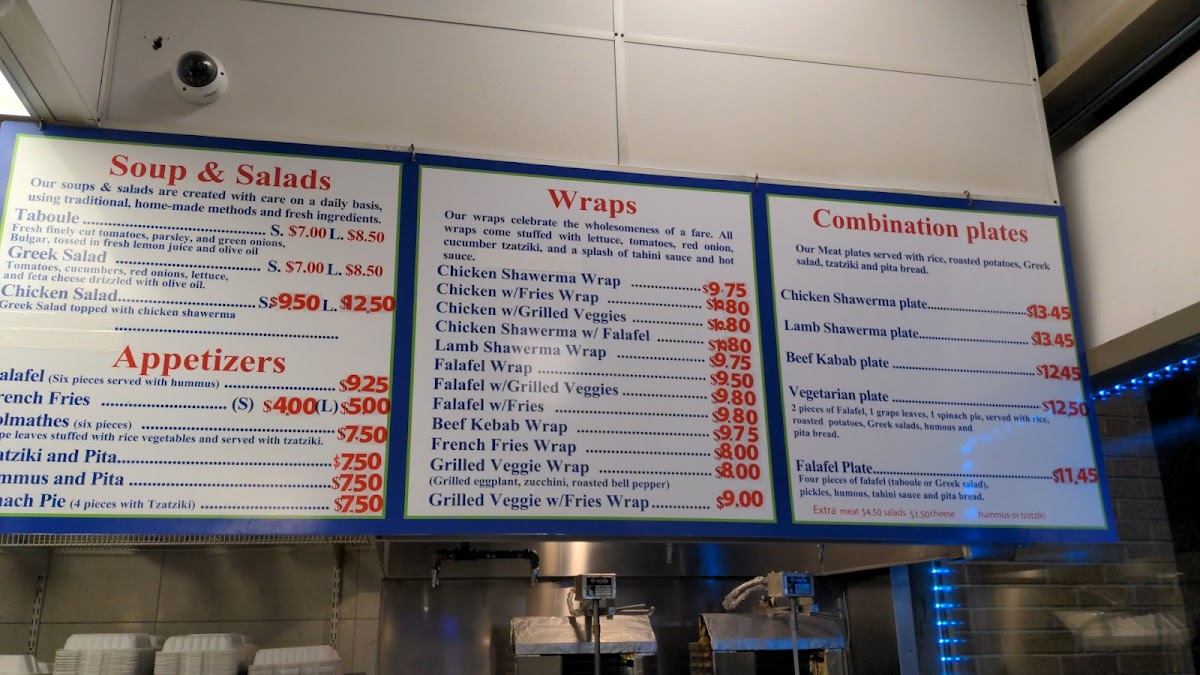 Soup & Salads
Our soups & salads are created with care on a daily basis,
using traditional, home-made methods and fresh ingredients.
Taboule ........ S. $7.00 L. $8.50
Fresh finely cut tomatoes, parsley, and green onions,
Bulgar, tossed in fresh lemon juice and olive oil
Greek Salad ........ S. $7.00 L. $8.50
Tomatoes, cucumbers, red onions, lettuce,
and feta cheese drizzled with olive oil.
Chicken Salad........ S.$9.50 L. $12.50
Greek Salad topped with chicken shawerma
Appetizers
alafel (Six pieces served with hummus) ........ $9.25
rench Fries ........ (S) $4.00(L) $5.00
olmathes (six pieces) ........ $7.50
pe leaves stuffed with rice vegetables and served with tzatziki.
atziki and Pita ........ $7.50
mmus and Pita ........ $7.50
nach Pie (4 pieces with Tzatziki) ........ $7.50
Wraps
Our wraps celebrate the wholesomeness of a fare. All
wraps come stuffed with lettuce, tomatoes, red onion,
cucumber tzatziki, and a splash of tahini sauce and hot
sauce.
Chicken Shawerma Wrap ........ $9.75
Chicken w/Fries Wrap ........ $10.80
Chicken w/Grilled Veggies ........ $10.80
Chicken Shawerma w/ Falafel ........ $10.80
Lamb Shawerma Wrap ........ $9.75
Falafel Wrap ........ $9.50
Falafel w/Grilled Veggies ........ $9.80
Falafel w/Fries ........ $9.80
Beef Kebab Wrap ........ $9.75
French Fries Wrap ........ $8.00
Grilled Veggie Wrap ........ $8.00
(Grilled eggplant, zucchini, roasted bell pepper)
Grilled Veggie w/Fries Wrap........ $9.00
Combination plates
Our Meat plates served with rice, roasted potatoes, Greek
salad, tzatziki and pita bread.
Chicken Shawerma plate........ $13.45
Lamb Shawerma plate........ $13.45
Beef Kabab plate ........ $12.45
Vegetarian plate ........ $12.50
2 pieces of Falafel, 1 grape leaves, 1 spinach pie, served with rice,
roasted potatoes, Greek salads, humous and
pita bread.
Falafel Plate........ $11.45
Four pieces of falafel (taboule or Greek salad),
pickles, humous, tahini sauce and pita bread.
Extra meat $4.50 salads $1.50 cheese hummus or tzatziki